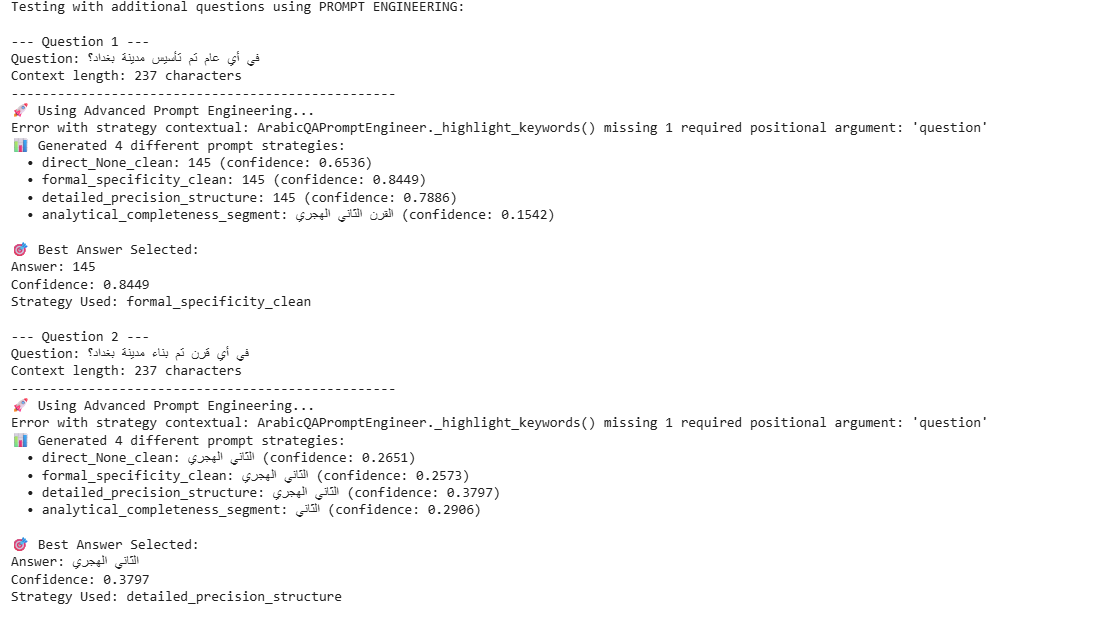 Testing with additional questions using PROMPT ENGINEERING:
--- Question 1 ---
Question: في أي عام تم تأسيس مدينة بغداد؟
Context length: 237 characters
--------------------------------------------------
🚀 Using Advanced Prompt Engineering...
Error with strategy contextual: ArabicQAPromptEngineer._highlight_keywords() missing 1 required positional argument: 'question'
📊 Generated 4 different prompt strategies:
• direct_None_clean: 145 (confidence: 0.6536)
• formal_specificity_clean: 145 (confidence: 0.8449)
• detailed_precision_structure: 145 (confidence: 0.7886)
• analytical_completeness_segment: القرن الثاني الهجري (confidence: 0.1542)
🎯 Best Answer Selected:
Answer: 145
Confidence: 0.8449
Strategy Used: formal_specificity_clean
--- Question 2 ---
Question: في أي قرن تم بناء مدينة بغداد؟
Context length: 237 characters
--------------------------------------------------
🚀 Using Advanced Prompt Engineering...
Error with strategy contextual: ArabicQAPromptEngineer._highlight_keywords() missing 1 required positional argument: 'question'
📊 Generated 4 different prompt strategies:
• direct_None_clean: الثاني الهجري (confidence: 0.2651)
• formal_specificity_clean: الثاني الهجري (confidence: 0.2573)
• detailed_precision_structure: الثاني الهجري (confidence: 0.3797)
• analytical_completeness_segment: الثاني (confidence: 0.2906)
🎯 Best Answer Selected:
Answer: الثاني الهجري
Confidence: 0.3797
Strategy Used: detailed_precision_structure